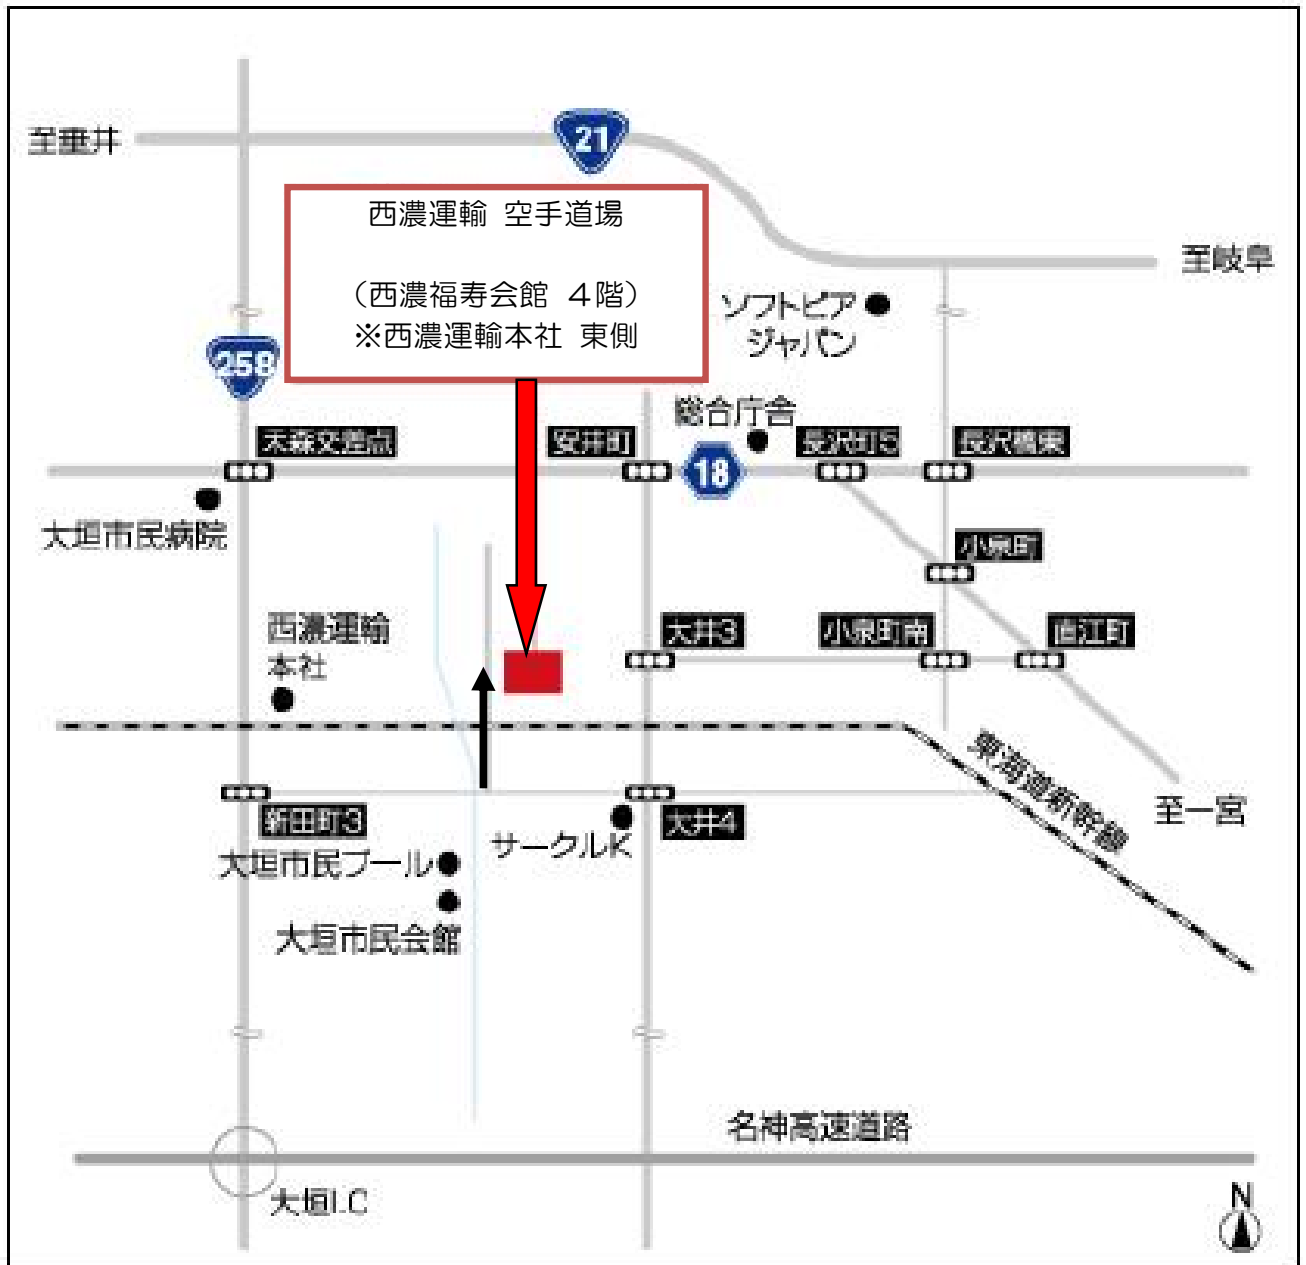 21
至垂井
西濃運輸 空手道場
（西濃福寿会館 ４階）
※西濃運輸本社 東側
至岐阜
ソフトピア
ジャパン
258
総合庁舎
禾森交差点
安井町
18
長沢町5
長沢橋東
大垣市民病院
小泉町
西濃運輸
本社
大井3
小泉町南
直江町
東海道新幹線
至一宮
新田町3
サークルK
大井4
大垣市民プール
大垣市民会館
名神高速道路
大垣I.C
N